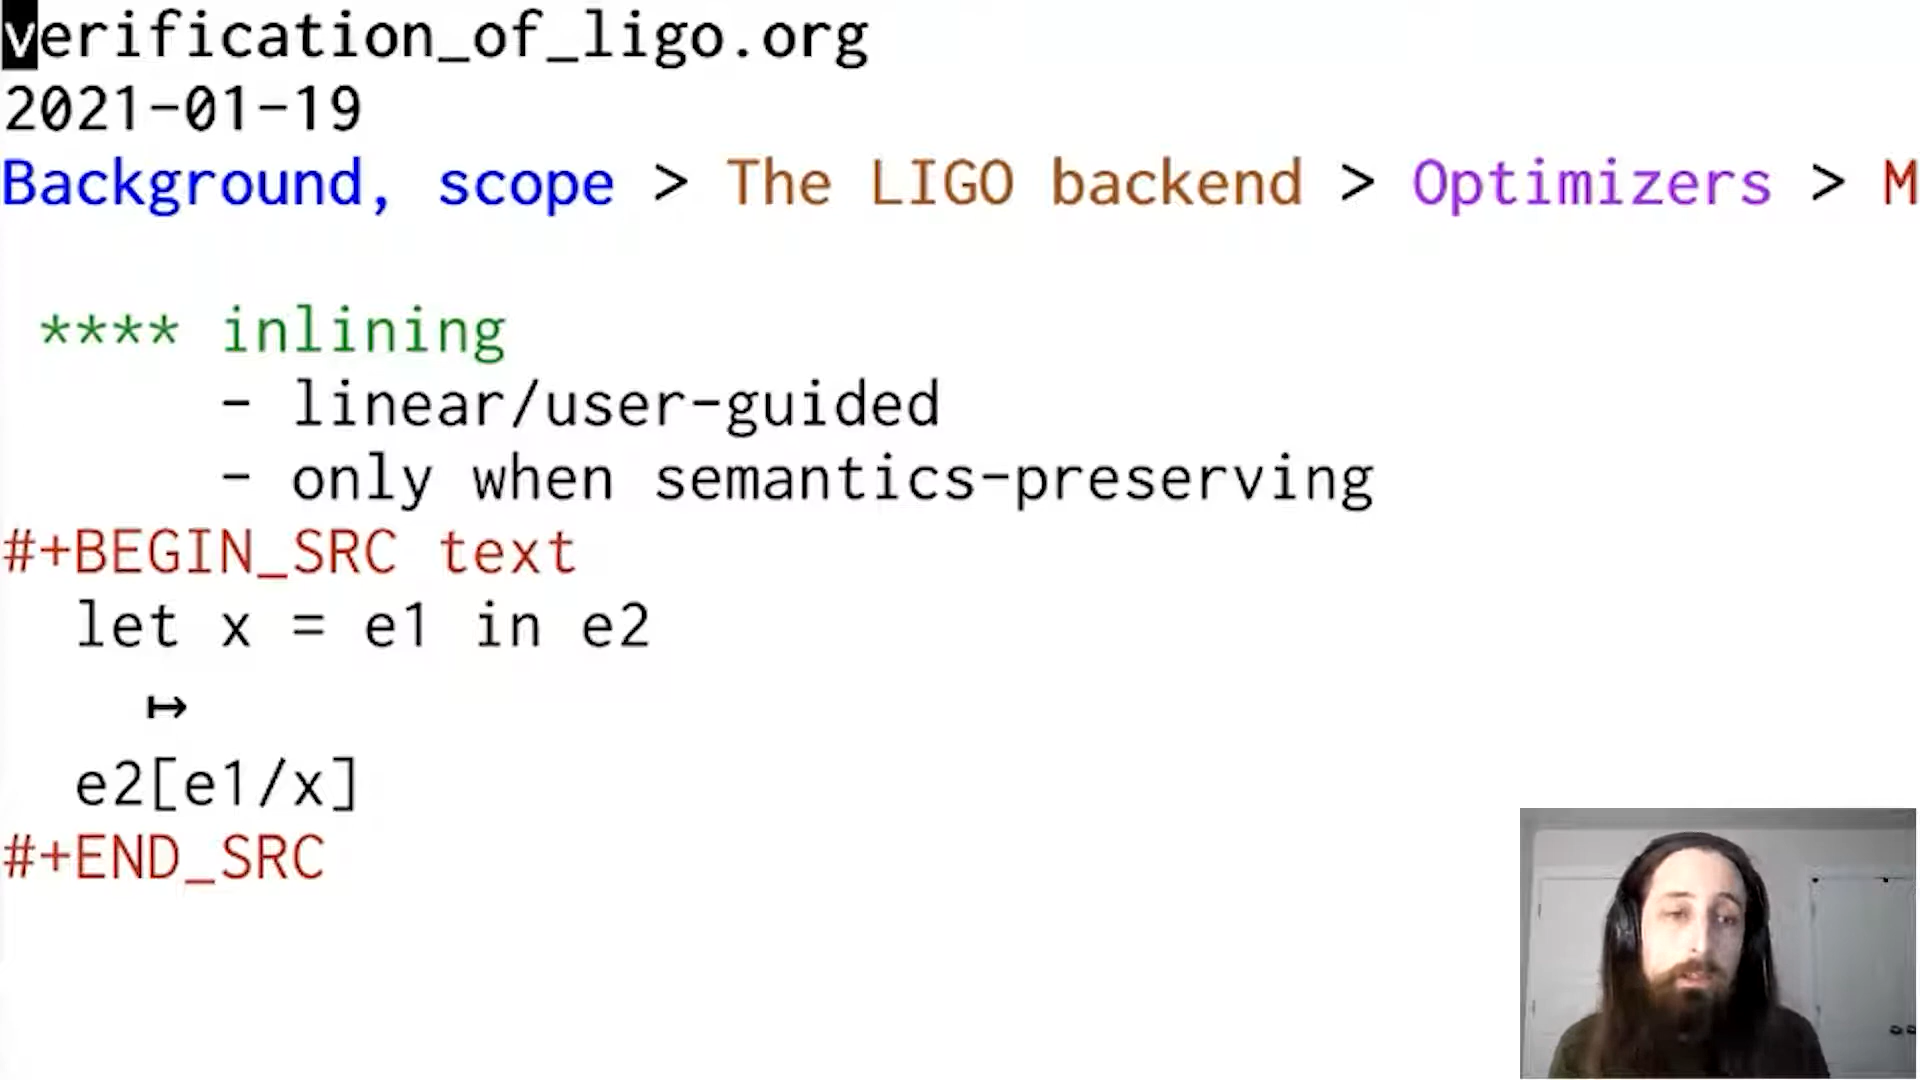 verification_of_ligo.org
2021-01-19
Background, scope > The LIGO backend > Optimizers > M
**** inlining
- linear/user-guided
- only when semantics-preserving
#+BEGIN_SRC text
let x = e1 in e2
↦
e2[e1/x]
#+END_SRC